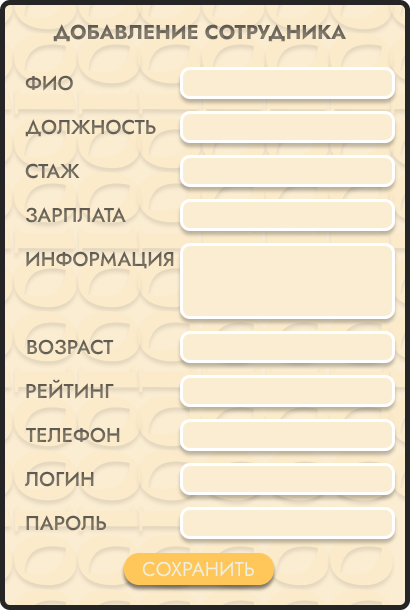 ДОБАВЛЕНИЕ СОТРУДНИКА
ФИО
ДОЛЖНОСТЬ
СТАЖ
ЗАРПЛАТА
ИНФОРМАЦИЯ
ВОЗРАСТ
РЕЙТИНГ
ТЕЛЕФОН
ЛОГИН
ПАРОЛЬ
СОХРАНИТЬ